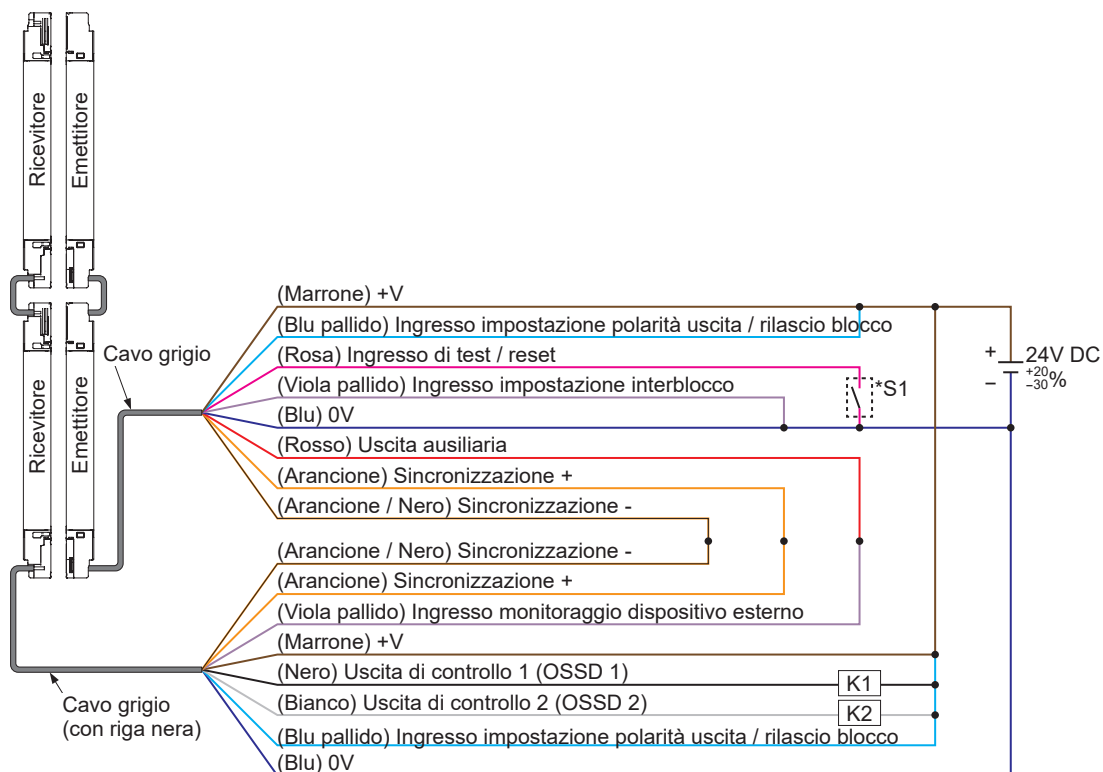 Ricevitore
Emettitore
Ricevitore
Emettitore
Cavo grigio
(Marrone) +V
(Blu pallido) Ingresso impostazione polarità uscita / rilascio blocco
(Rosa) Ingresso di test / reset
(Viola pallido) Ingresso impostazione interblocco
(Blu) 0V
(Rosso) Uscita ausiliaria
(Arancione) Sincronizzazione +
(Arancione / Nero) Sincronizzazione -
*S1
+
−
24V DC
+20
−30 %
(Arancione / Nero) Sincronizzazione -
(Arancione) Sincronizzazione +
(Viola pallido) Ingresso monitoraggio dispositivo esterno
(Marrone) +V
(Nero) Uscita di controllo 1 (OSSD 1)
K1
(Bianco) Uscita di controllo 2 (OSSD 2)
K2
(Blu pallido) Ingresso impostazione polarità uscita / rilascio blocco
(Blu) 0V
Cavo grigio
(con riga nera)